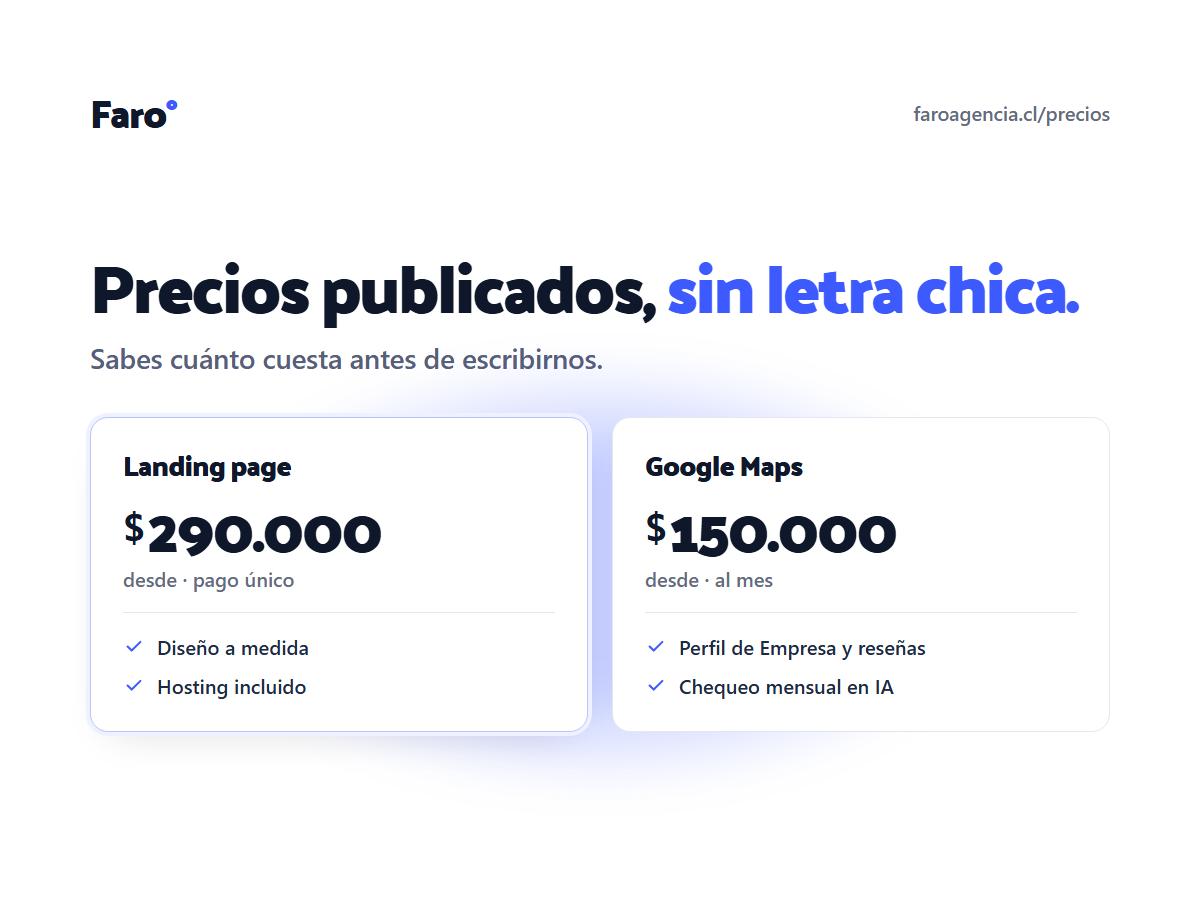 Faro°
faroagencia.cl/precios
Precios publicados, sin letra chica.
Sabes cuánto cuesta antes de escribirnos.
Landing page
$290.000
desde · pago único
✓ Diseño a medida
✓ Hosting incluido
Google Maps
$150.000
desde · al mes
✓ Perfil de Empresa y reseñas
✓ Chequeo mensual en IA